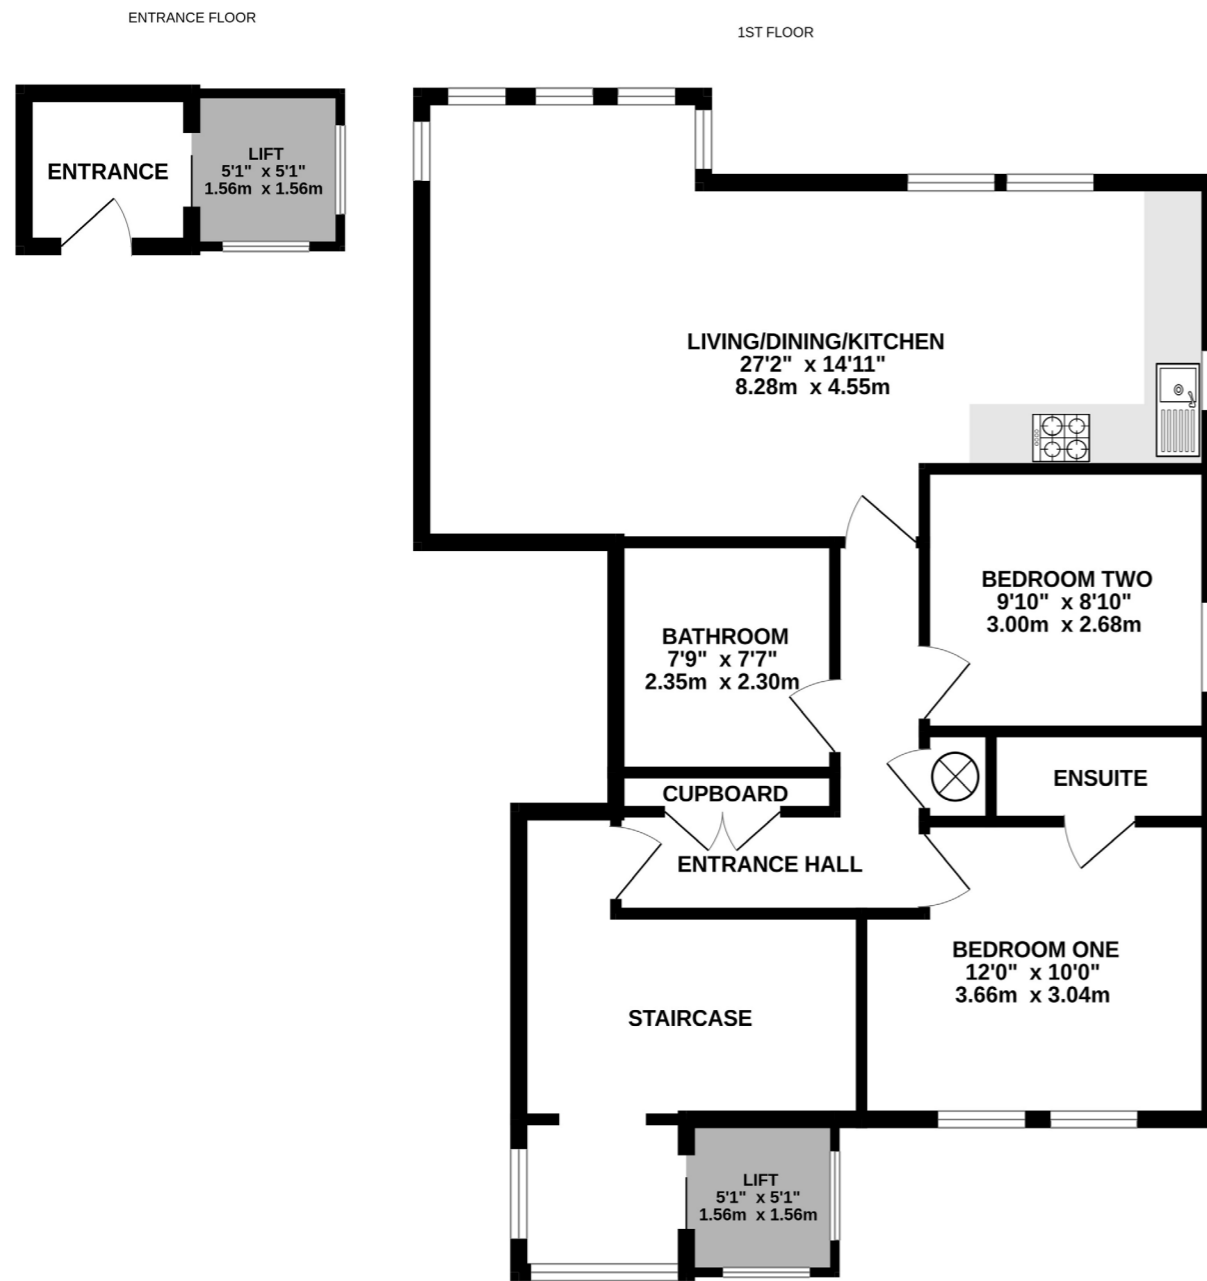 ENTRANCE FLOOR
1ST FLOOR
ENTRANCE
LIFT
5'1" x 5'1"
1.56m x 1.56m
LIVING/DINING/KITCHEN
27'2" x 14'11"
8.28m x 4.55m
BEDROOM TWO
9'10" x 8'10"
3.00m x 2.68m
BATHROOM
7'9" x 7'7"
2.35m x 2.30m
CUPBOARD
ENSUITE
ENTRANCE HALL
BEDROOM ONE
12'0" x 10'0"
3.66m x 3.04m
STAIRCASE
LIFT
5'1" x 5'1"
1.56m x 1.56m